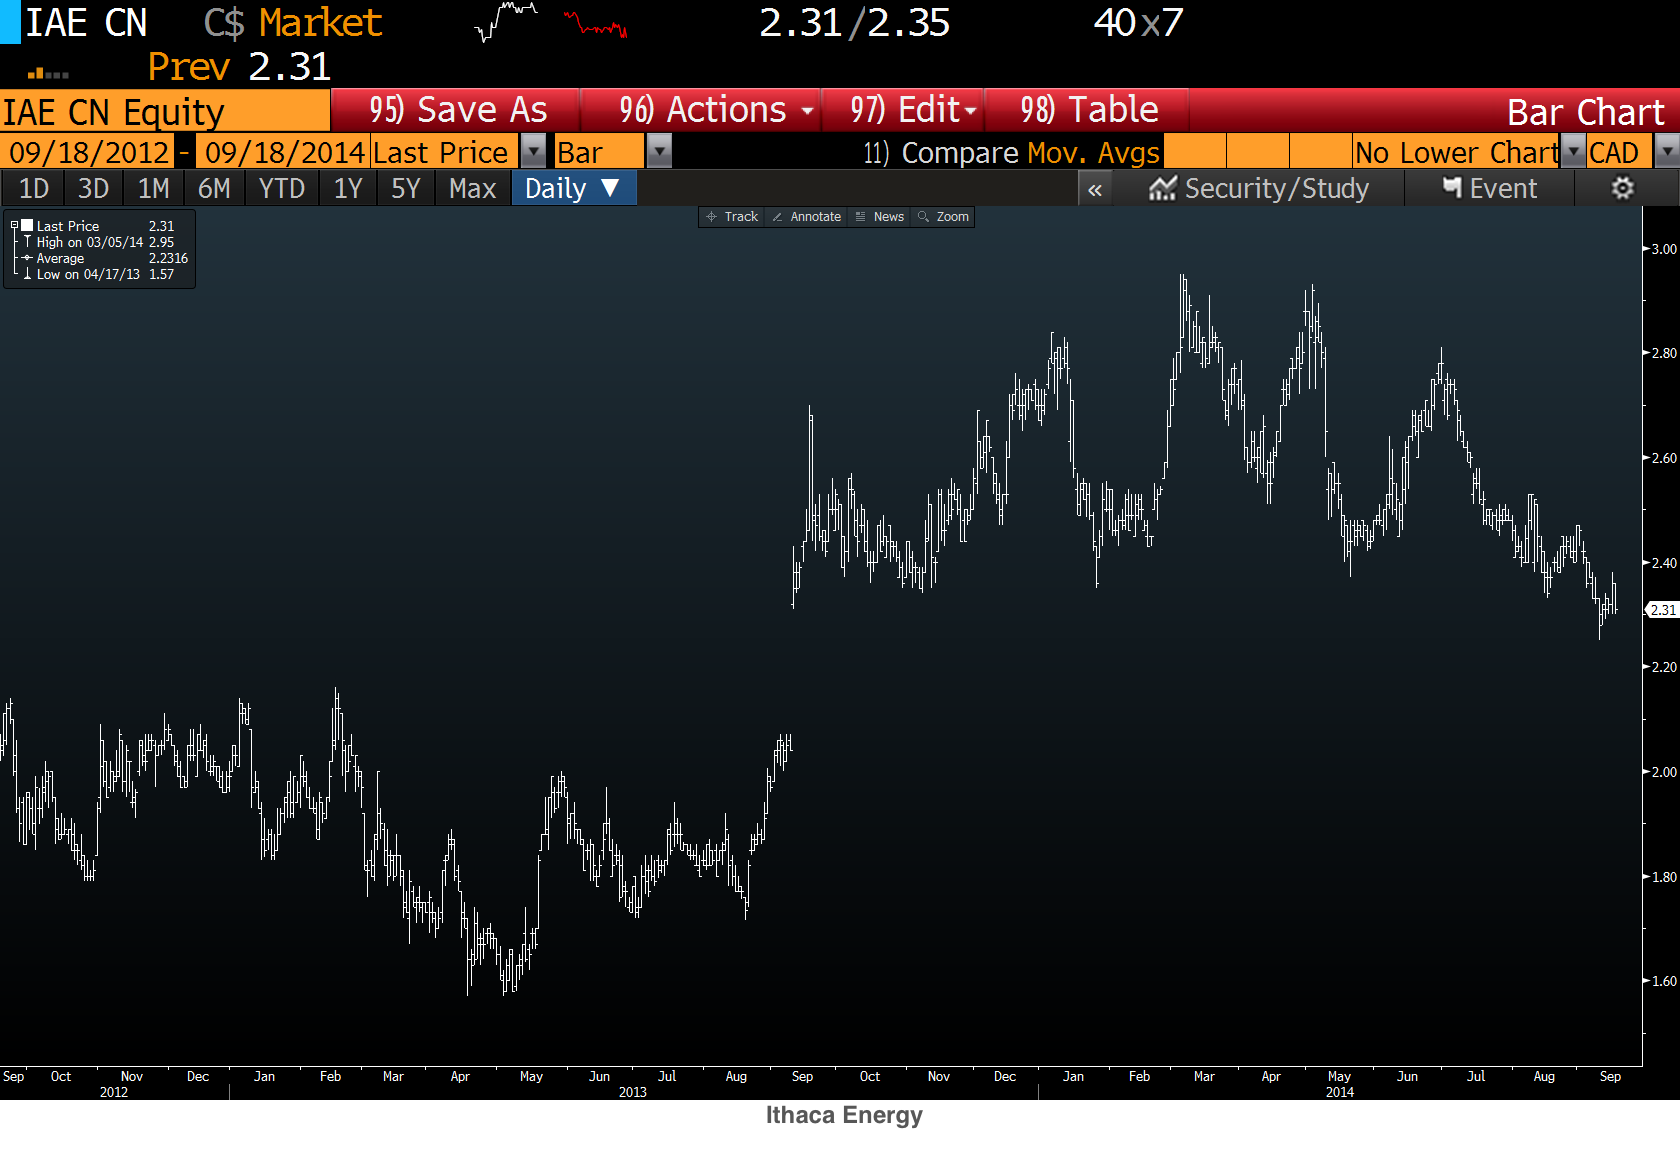 IAE CN C$ Market 2.31/2.35 40x7
Prev 2.31
IAE CN Equity 95) Save As 96) Actions 97) Edit 98) Table Bar Chart
09/18/2012 - 09/18/2014 Last Price Bar 11) Compare Mov. Avgs No Lower Chart CAD
1D 3D 1M 6M YTD 1Y 5Y Max Daily ▼ « Security/Study Event
Track Annotate News Zoom
Last Price 2.31
High on 03/05/14 2.95
Average 2.2316
Low on 04/17/13 1.57
3.00
2.80
2.60
2.40
2.31
2.20
2.00
1.80
1.60
Sep Oct Nov Dec Jan Feb Mar Apr May Jun Jul Aug Sep Oct Nov Dec Jan Feb Mar Apr May Jun Jul Aug Sep
2012 2013 2014
Ithaca Energy